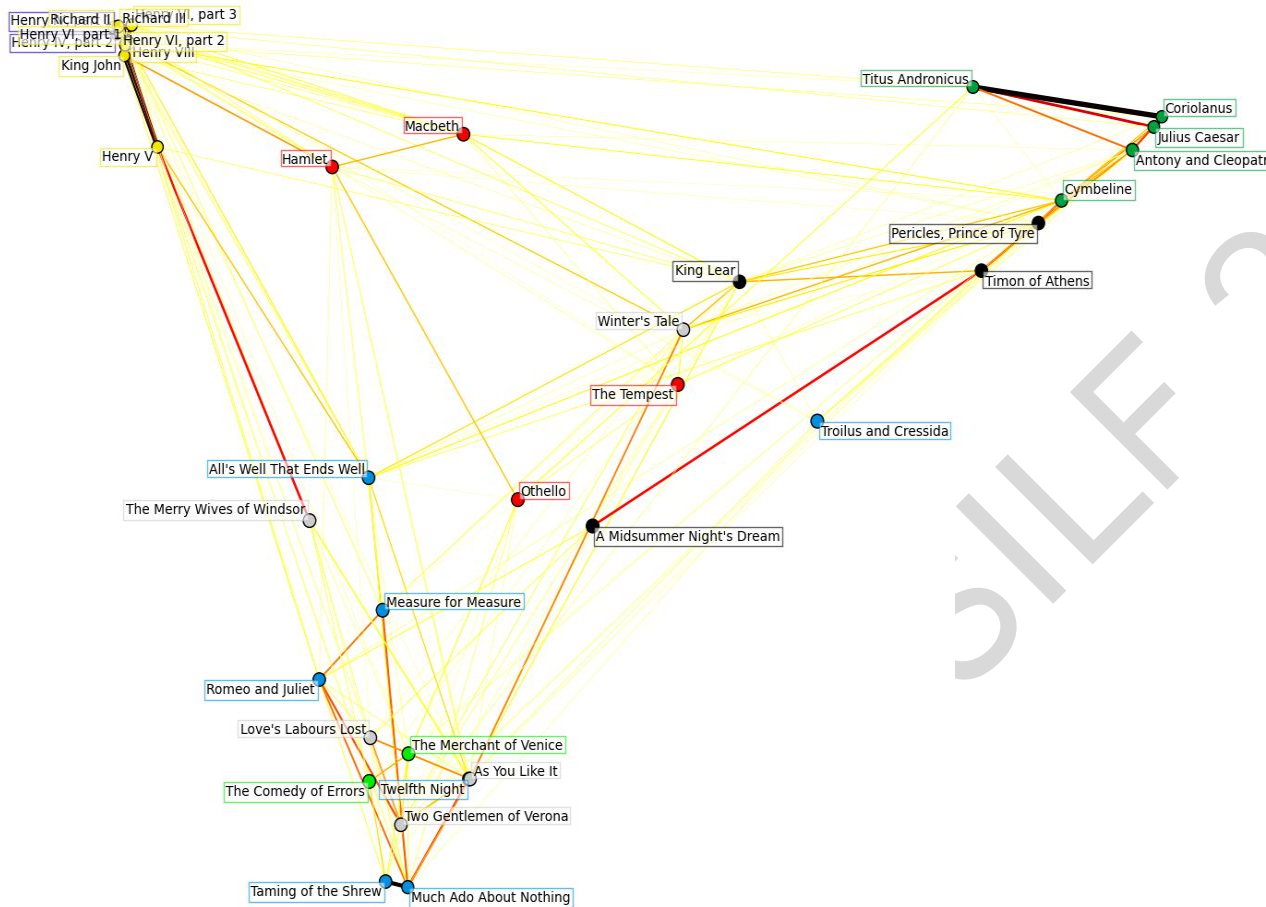 Richard II
Richard III
Henry VI, part 3
Henry VI, part 1
Henry IV, part 2
Henry VI, part 2
Henry VIII
King John
Titus Andronicus
Coriolanus
Macbeth
Julius Caesar
Henry V
Hamlet
Antony and Cleopatr
Cymbeline
Pericles, Prince of Tyre
King Lear
Timon of Athens
Winter's Tale
The Tempest
Troilus and Cressida
All's Well That Ends Well
Othello
The Merry Wives of Windsor
A Midsummer Night's Dream
Measure for Measure
Romeo and Juliet
Love's Labours Lost
The Merchant of Venice
As You Like It
The Comedy of Errors
Twelfth Night
Two Gentlemen of Verona
Taming of the Shrew
Much Ado About Nothing